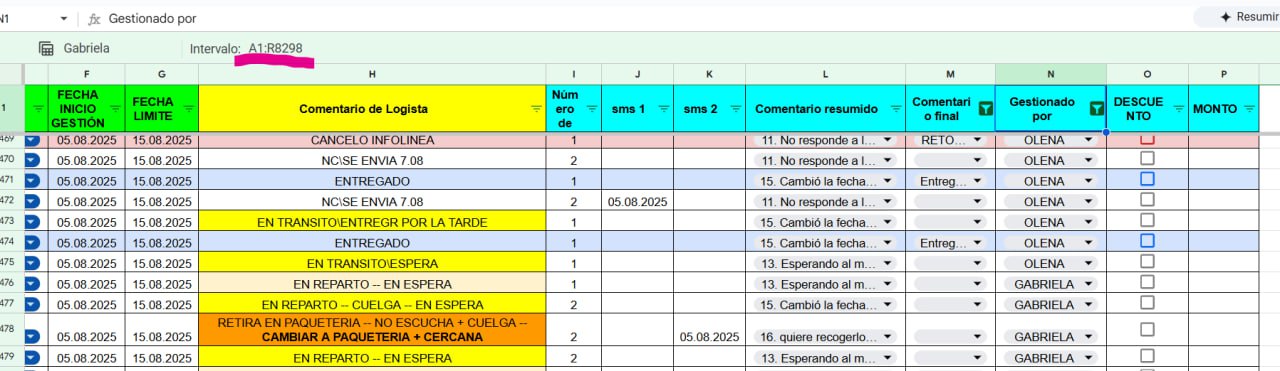 N1 fx Gestionado por Resumir
Gabriela Intervalo: A1:R8298
F G H I J K L M N O P
1 FECHA INICIO GESTIÓN FECHA LIMITE Comentario de Logista Núm ero de sms 1 sms 2 Comentario resumido Comentari o final Gestionado por DESCUE NTO MONTO
469 05.08.2025 15.08.2025 CANCELO INFOLINEA 1 11. No responde a l... RETO... OLENA
470 05.08.2025 15.08.2025 NC\SE ENVIA 7.08 2 11. No responde a l... OLENA
471 05.08.2025 15.08.2025 ENTREGADO 1 15. Cambió la fecha... Entreg... OLENA
472 05.08.2025 15.08.2025 NC\SE ENVIA 7.08 2 05.08.2025 11. No responde a l... OLENA
473 05.08.2025 15.08.2025 EN TRANSITO\ENTREGR POR LA TARDE 1 15. Cambió la fecha... OLENA
474 05.08.2025 15.08.2025 ENTREGADO 1 15. Cambió la fecha... Entreg... OLENA
475 05.08.2025 15.08.2025 EN TRANSITO\ESPERA 1 13. Esperando al m... OLENA
476 05.08.2025 15.08.2025 EN REPARTO -- EN ESPERA 1 13. Esperando al m... GABRIELA
477 05.08.2025 15.08.2025 EN REPARTO -- CUELGA -- EN ESPERA 2 15. Cambió la fecha... GABRIELA
478 RETIRA EN PAQUETERIA -- NO ESCUCHA + CUELGA --
05.08.2025 15.08.2025 CAMBIAR A PAQUETERIA + CERCANA 2 05.08.2025 16. quiere recogerlo... GABRIELA
479 05.08.2025 15.08.2025 EN REPARTO -- EN ESPERA 2 13. Esperando al m... GABRIELA